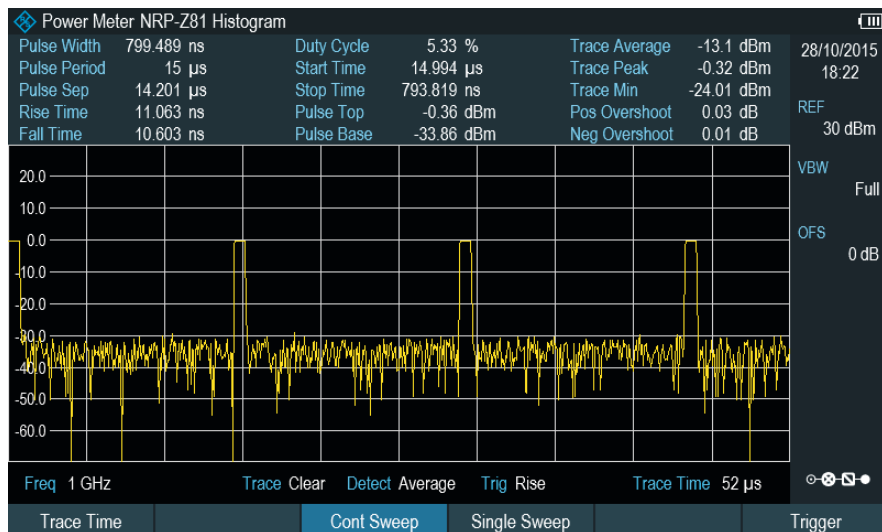 Power Meter NRP-Z81 Histogram
Pulse Width 799.489 ns Duty Cycle 5.33 % Trace Average -13.1 dBm
Pulse Period 15 µs Start Time 14.994 µs Trace Peak -0.32 dBm
Pulse Sep 14.201 µs Stop Time 793.819 ns Trace Min -24.01 dBm
Rise Time 11.063 ns Pulse Top -0.36 dBm Pos Overshoot 0.03 dB
Fall Time 10.603 ns Pulse Base -33.86 dBm Neg Overshoot 0.01 dB
28/10/2015
18:22
REF
30 dBm
VBW
Full
OFS
0 dB
20.0
10.0
0.0
-10.0
-20.0
-30.0
-40.0
-50.0
-60.0
Freq 1 GHz Trace Clear Detect Average Trig Rise Trace Time 52 µs
Trace Time Cont Sweep Single Sweep Trigger